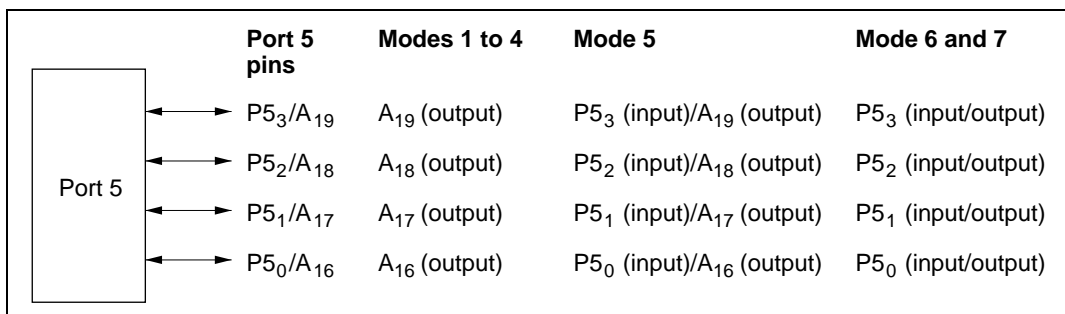 Port 5 pins Modes 1 to 4 Mode 5 Mode 6 and 7
P5₃/A₁₉ A₁₉ (output) P5₃ (input)/A₁₉ (output) P5₃ (input/output)
P5₂/A₁₈ A₁₈ (output) P5₂ (input)/A₁₈ (output) P5₂ (input/output)
Port 5
P5₁/A₁₇ A₁₇ (output) P5₁ (input)/A₁₇ (output) P5₁ (input/output)
P5₀/A₁₆ A₁₆ (output) P5₀ (input)/A₁₆ (output) P5₀ (input/output)